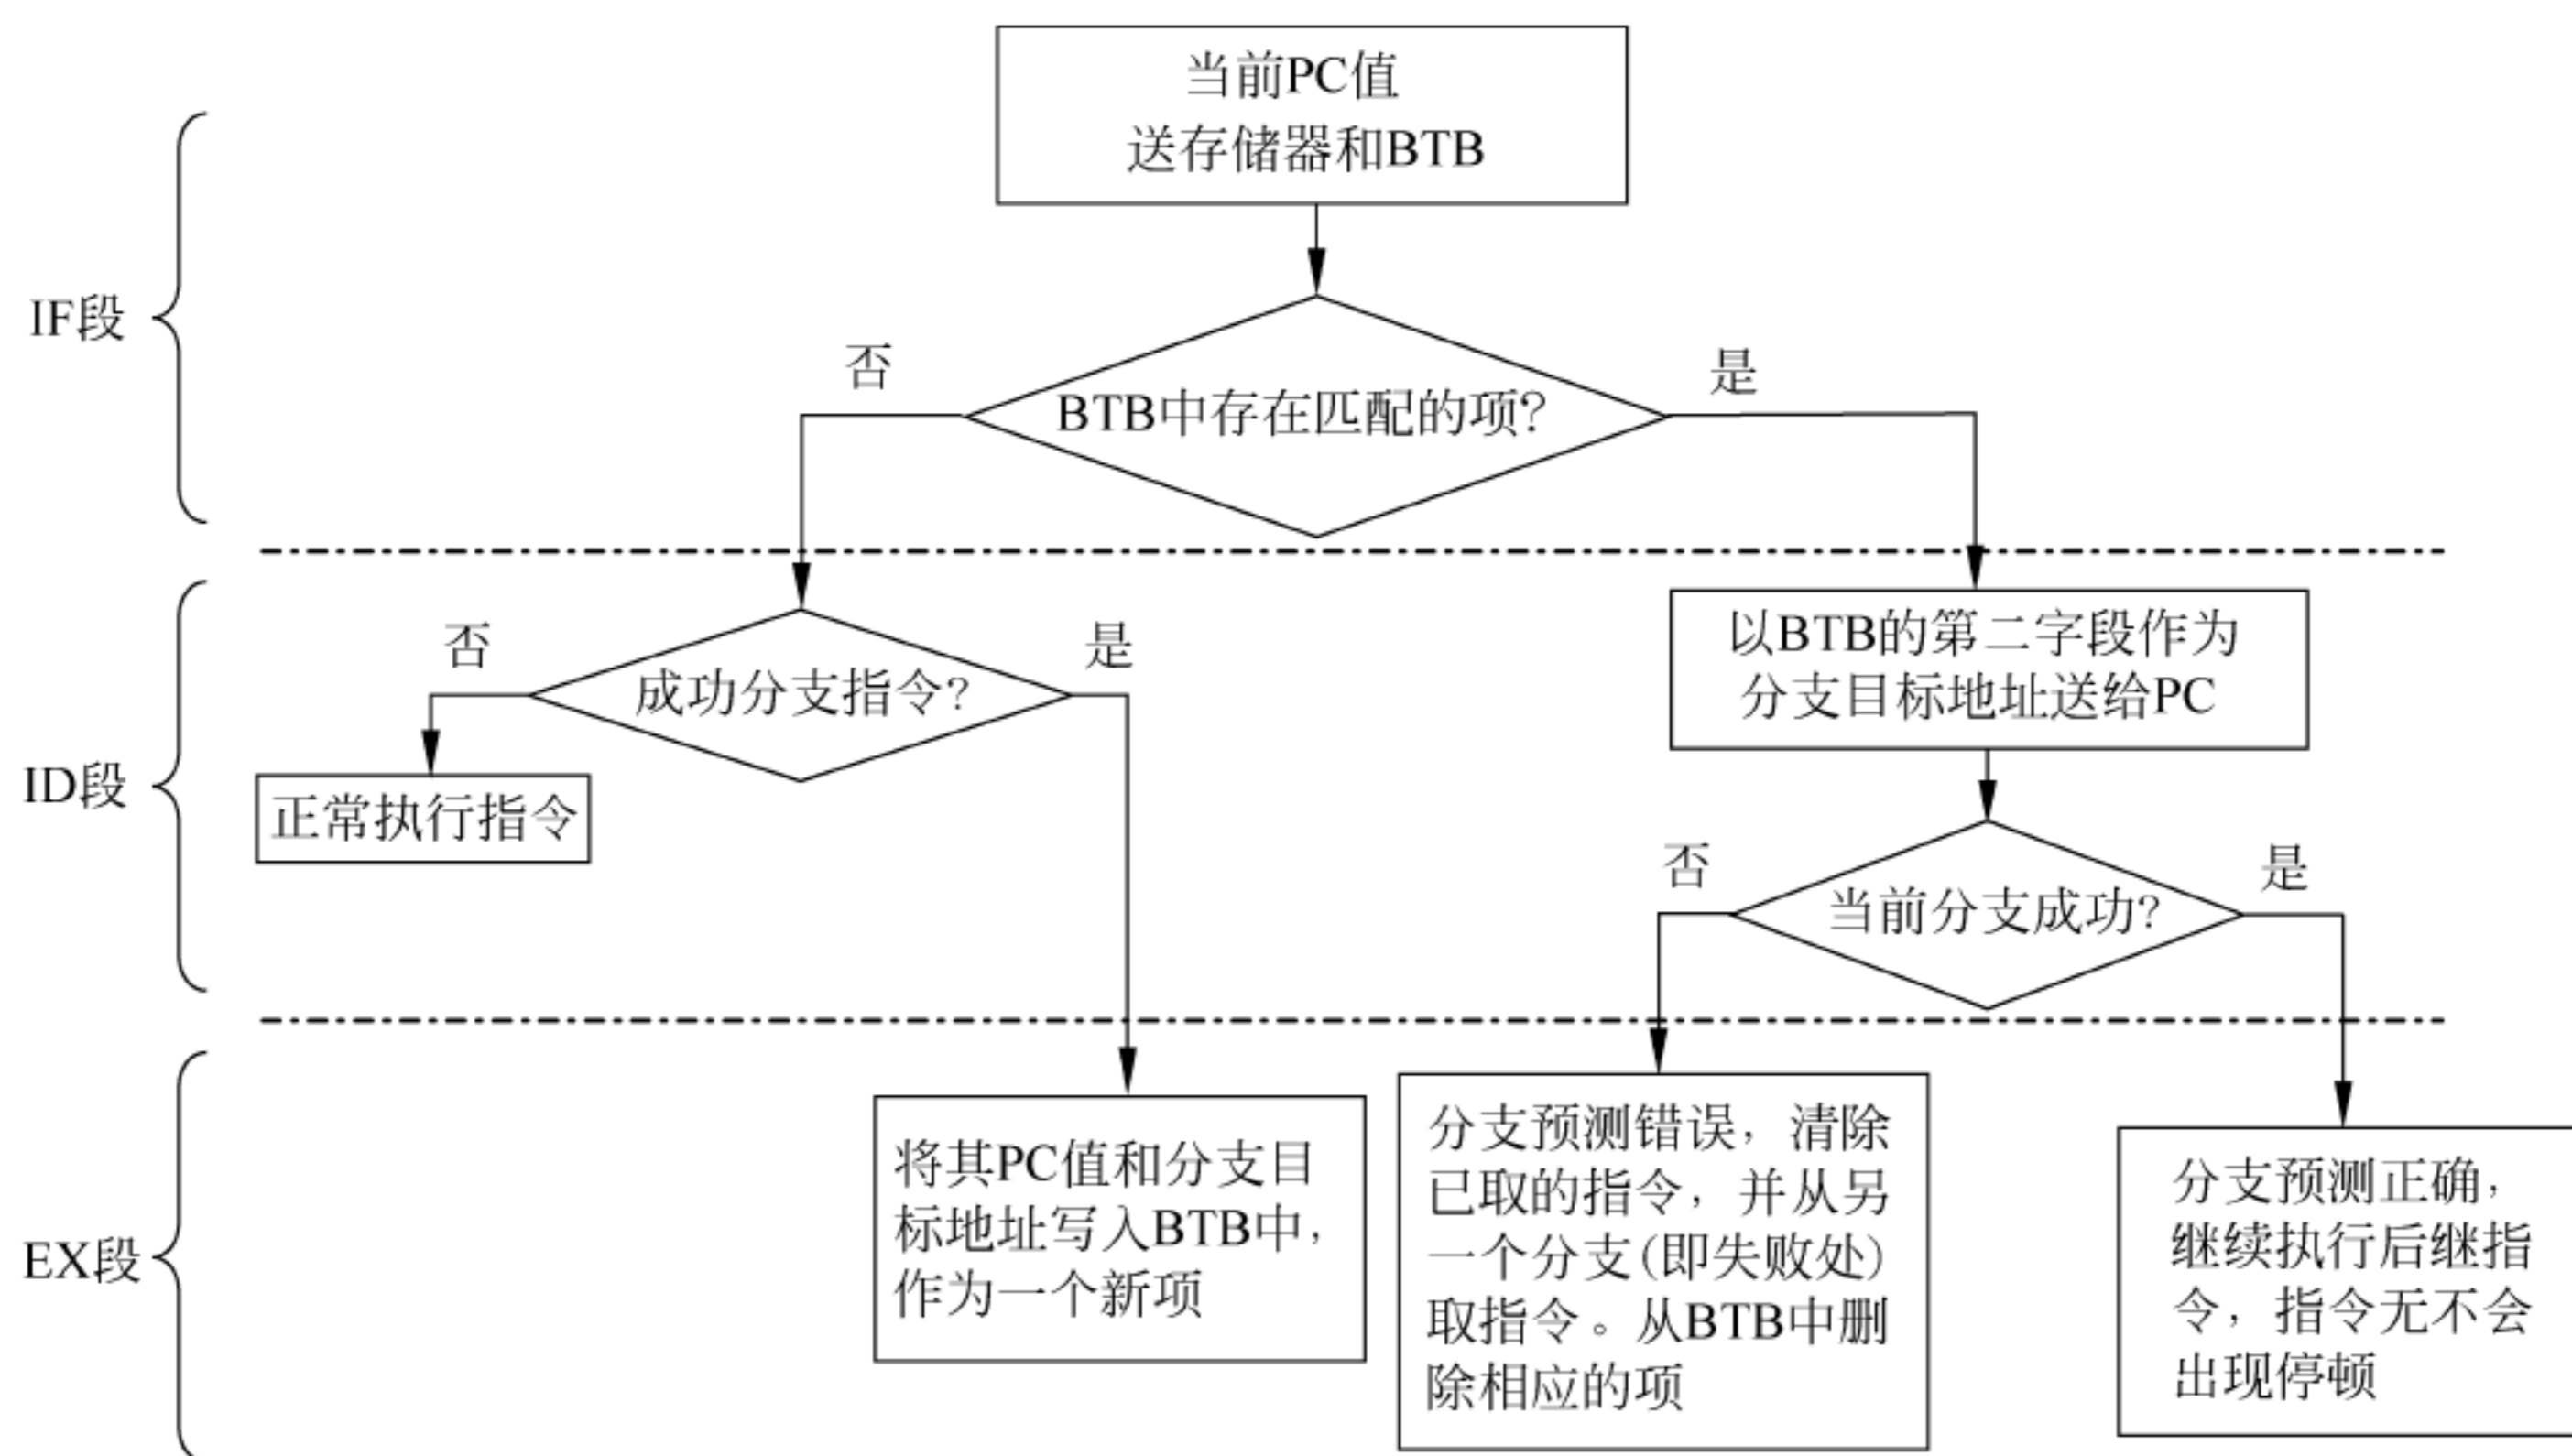 当前PC值
送存储器和BTB
IF段
否
是
BTB中存在匹配的项?
否
是
成功分支指令?
以BTB的第二字段作为
分支目标地址送给PC
ID段
正常执行指令
否
是
当前分支成功?
EX段
将其PC值和分支目
标地址写入BTB中,
作为一个新项
分支预测错误,清除
已取的指令,并从另
一个分支(即失败处)
取指令。从BTB中删
除相应的项
分支预测正确,
继续执行后继指
令,指令无不会
出现停顿